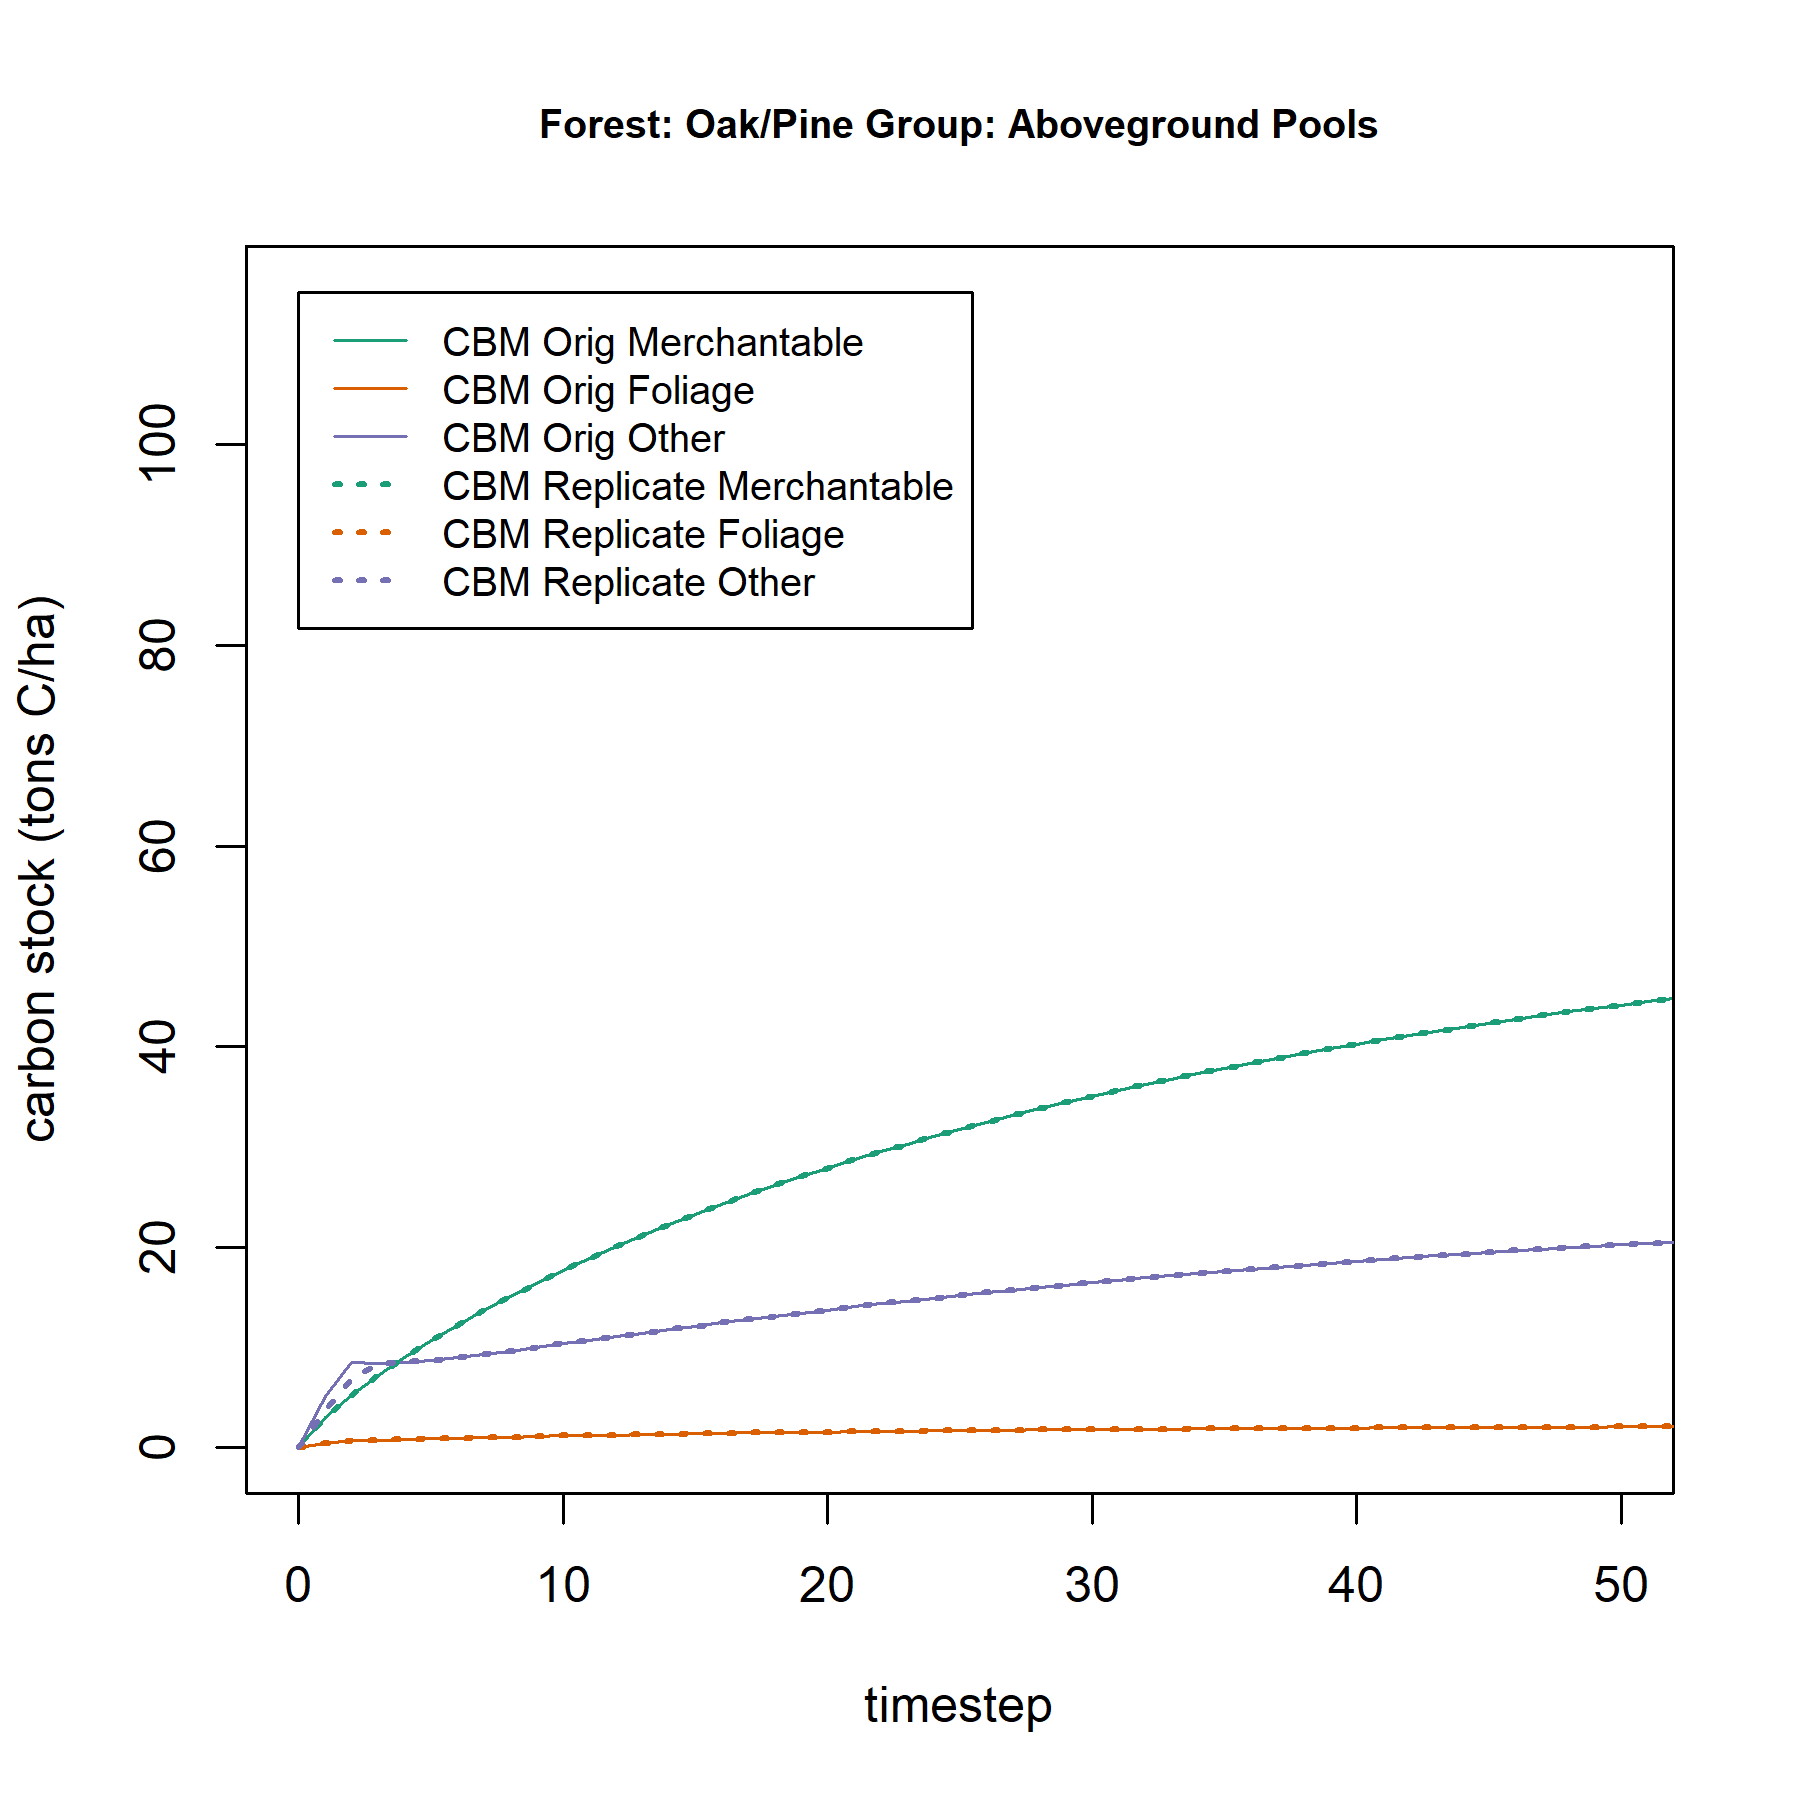 Forest: Oak/Pine Group: Aboveground Pools
CBM Orig Merchantable
CBM Orig Foliage
CBM Orig Other
CBM Replicate Merchantable
CBM Replicate Foliage
CBM Replicate Other
carbon stock (tons C/ha)
100
80
60
40
20
0
0 10 20 30 40 50
timestep